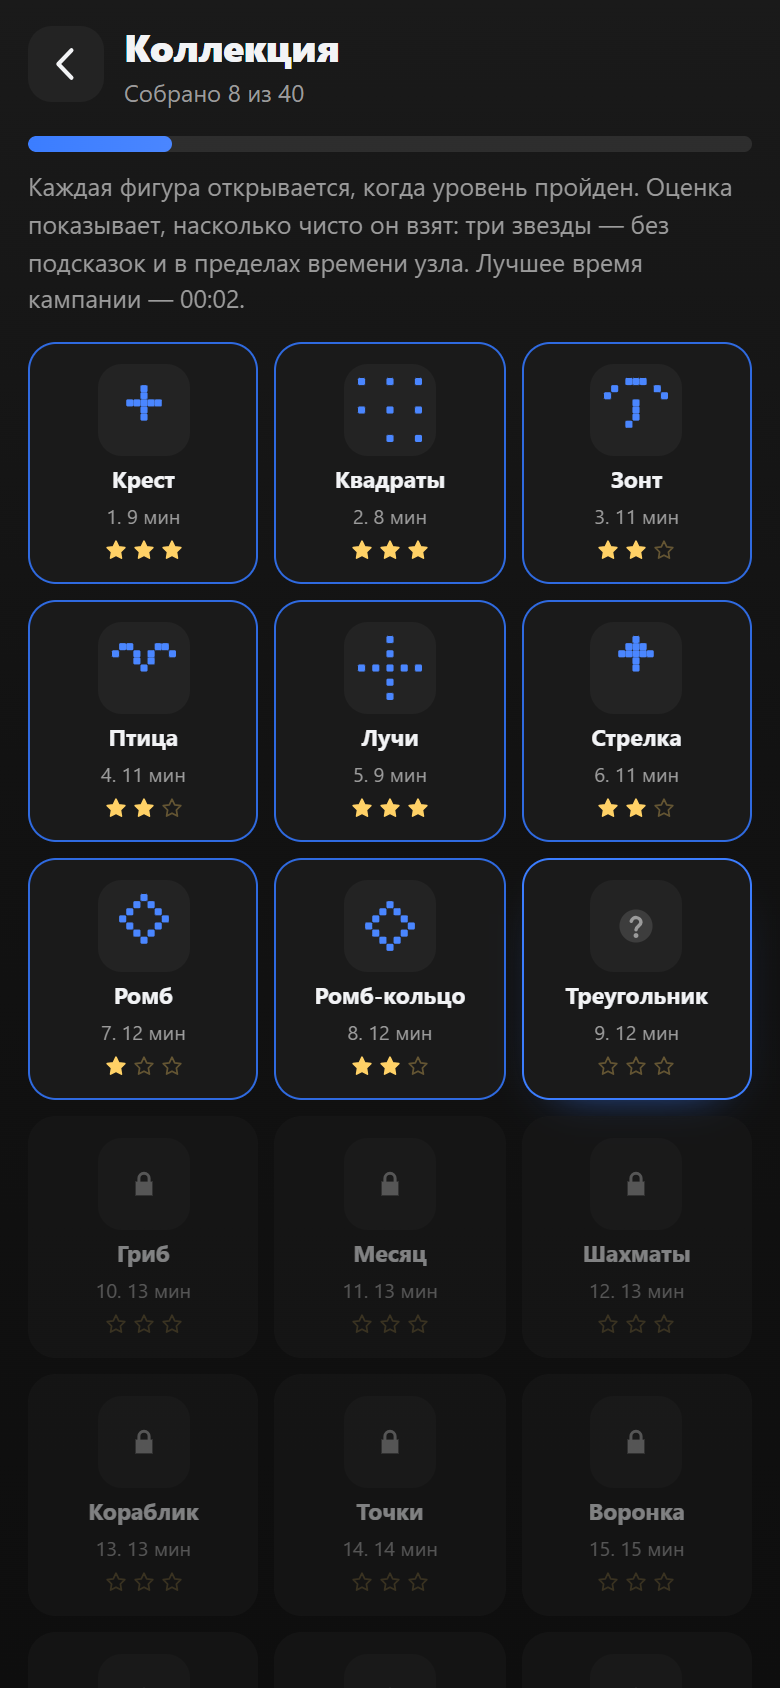 Коллекция
Собрано 8 из 40
Каждая фигура открывается, когда уровень пройден. Оценка
показывает, насколько чисто он взят: три звезды — без
подсказок и в пределах времени узла. Лучшее время
кампании — 00:02.
Крест
1. 9 мин
Квадраты
2. 8 мин
Зонт
3. 11 мин
Птица
4. 11 мин
Лучи
5. 9 мин
Стрелка
6. 11 мин
Ромб
7. 12 мин
Ромб-кольцо
8. 12 мин
?
Треугольник
9. 12 мин
Гриб
10. 13 мин
Месяц
11. 13 мин
Шахматы
12. 13 мин
Кораблик
13. 13 мин
Точки
14. 14 мин
Воронка
15. 15 мин